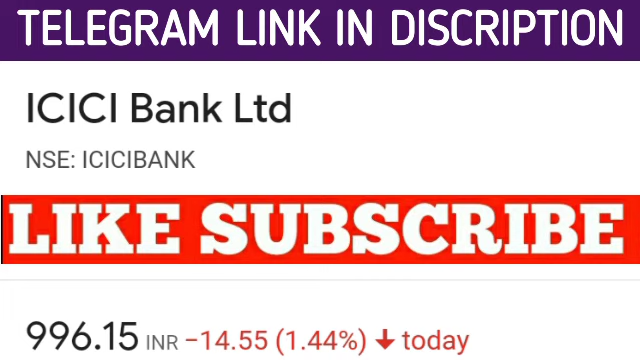 TELEGRAM LINK IN DISCRIPTION
ICICI Bank Ltd
NSE: ICICIBANK
LIKE SUBSCRIBE
996.15 INR −14.55 (1.44%) ↓ today